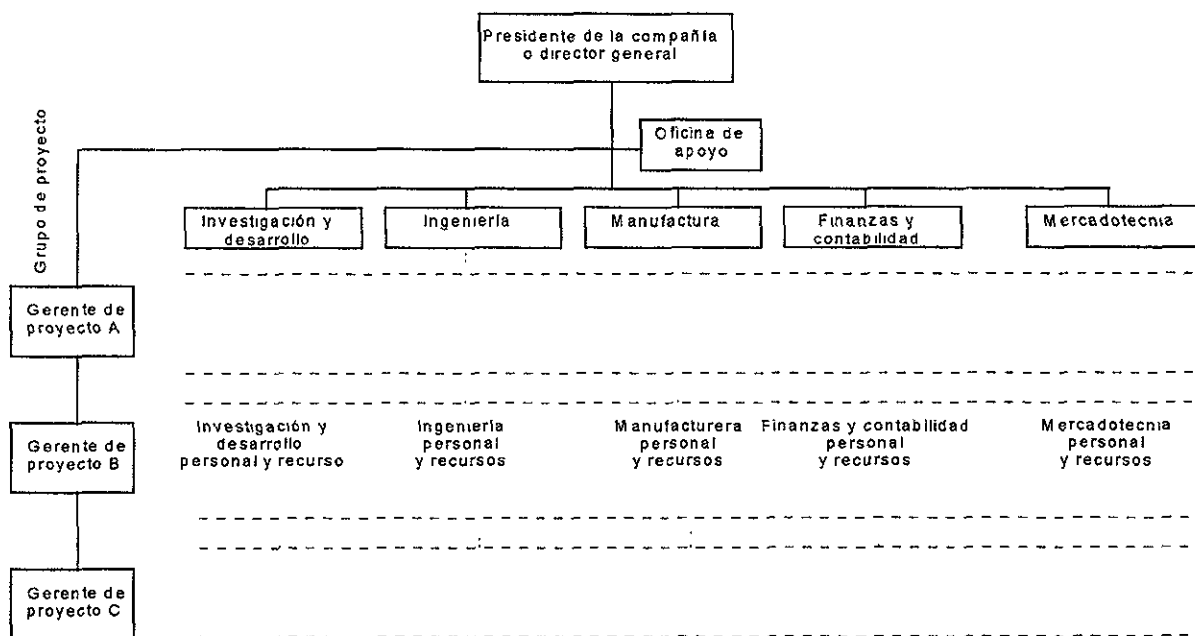 Presidente de la compañía
o director general
Oficina de
apoyo
Grupo de proyecto
Investigación y
desarrollo
Ingeniería
Manufactura
Finanzas y
contabilidad
Mercadotecnia
Gerente de
proyecto A
Gerente de
proyecto B
Investigación y
desarrollo
personal y recurso
Ingeniería
personal
y recursos
Manufacturera
personal
y recursos
Finanzas y contabilidad
personal
y recursos
Mercadotecnia
personal
y recursos
Gerente de
proyecto C